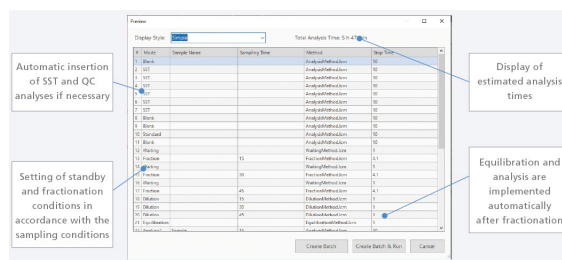 Preview
Display Style: Simple Total Analysis Time: 5 h 47
# Mode Sample Name Sampling Time Method Stop Time
1 Blank AnalysisMethod.lcm 10
2 SST AnalysisMethod.lcm 10
3 SST AnalysisMethod.lcm 10
4 SST AnalysisMethod.lcm 10
5 SST AnalysisMethod.lcm 10
6 SST AnalysisMethod.lcm 10
7 SST AnalysisMethod.lcm 10
8 Blank AnalysisMethod.lcm 10
9 Blank AnalysisMethod.lcm 10
10 Standard AnalysisMethod.lcm 10
11 Blank AnalysisMethod.lcm 10
12 Waiting WaitingMethod.lcm 1
13 Fraction 15 FractionMethod.lcm 4.1
14 Waiting WaitingMethod.lcm 1
15 Fraction 30 FractionMethod.lcm 4.1
16 Waiting WaitingMethod.lcm 1
17 Fraction 45 FractionMethod.lcm 4.1
18 Dilution 15 DilutionMethod.lcm 1
19 Dilution 30 DilutionMethod.lcm 1
20 Dilution 45 DilutionMethod.lcm 1
21 Equilibration EquilibrationMethod.lcm 1
Create Batch Create Batch & Run Cancel
Automatic insertion
of SST and QC
analyses if necessary
Setting of standby
and fractionation
conditions in
accordance with the
sampling conditions
Display of
estimated analysis
times
Equilibration and
analysis are
implemented
automatically
after fractionation